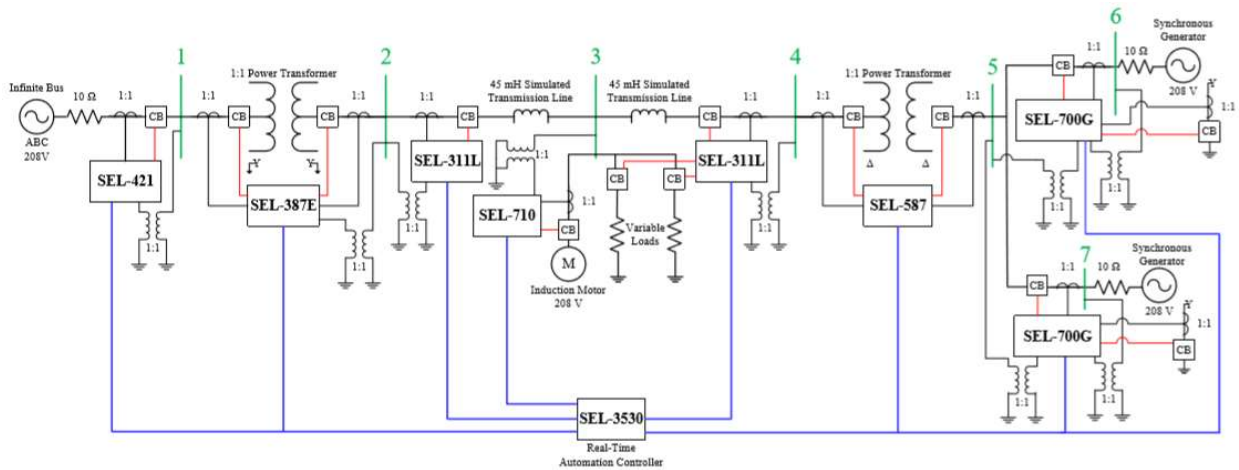 Infinite Bus
ABC
208V
10 Ω
1:1
CB
1
SEL-421
1:1
1:1
CB
1:1 Power Transformer
CB
1:1
Y
Y
SEL-387E
1:1
2
1:1
CB
SEL-311L
1:1
45 mH Simulated
Transmission Line
3
45 mH Simulated
Transmission Line
1:1
SEL-710
1:1
CB
M
Induction Motor
208 V
CB
CB
Variable
Loads
CB
1:1
SEL-311L
1:1
4
1:1
CB
1:1 Power Transformer
CB
1:1
Δ
Δ
SEL-587
5
CB
1:1
6
10 Ω
Synchronous
Generator
208 V
SEL-700G
Y
1:1
CB
1:1
1:1
CB
1:1
7
10 Ω
Synchronous
Generator
208 V
SEL-700G
Y
1:1
CB
1:1
1:1
SEL-3530
Real-Time
Automation Controller